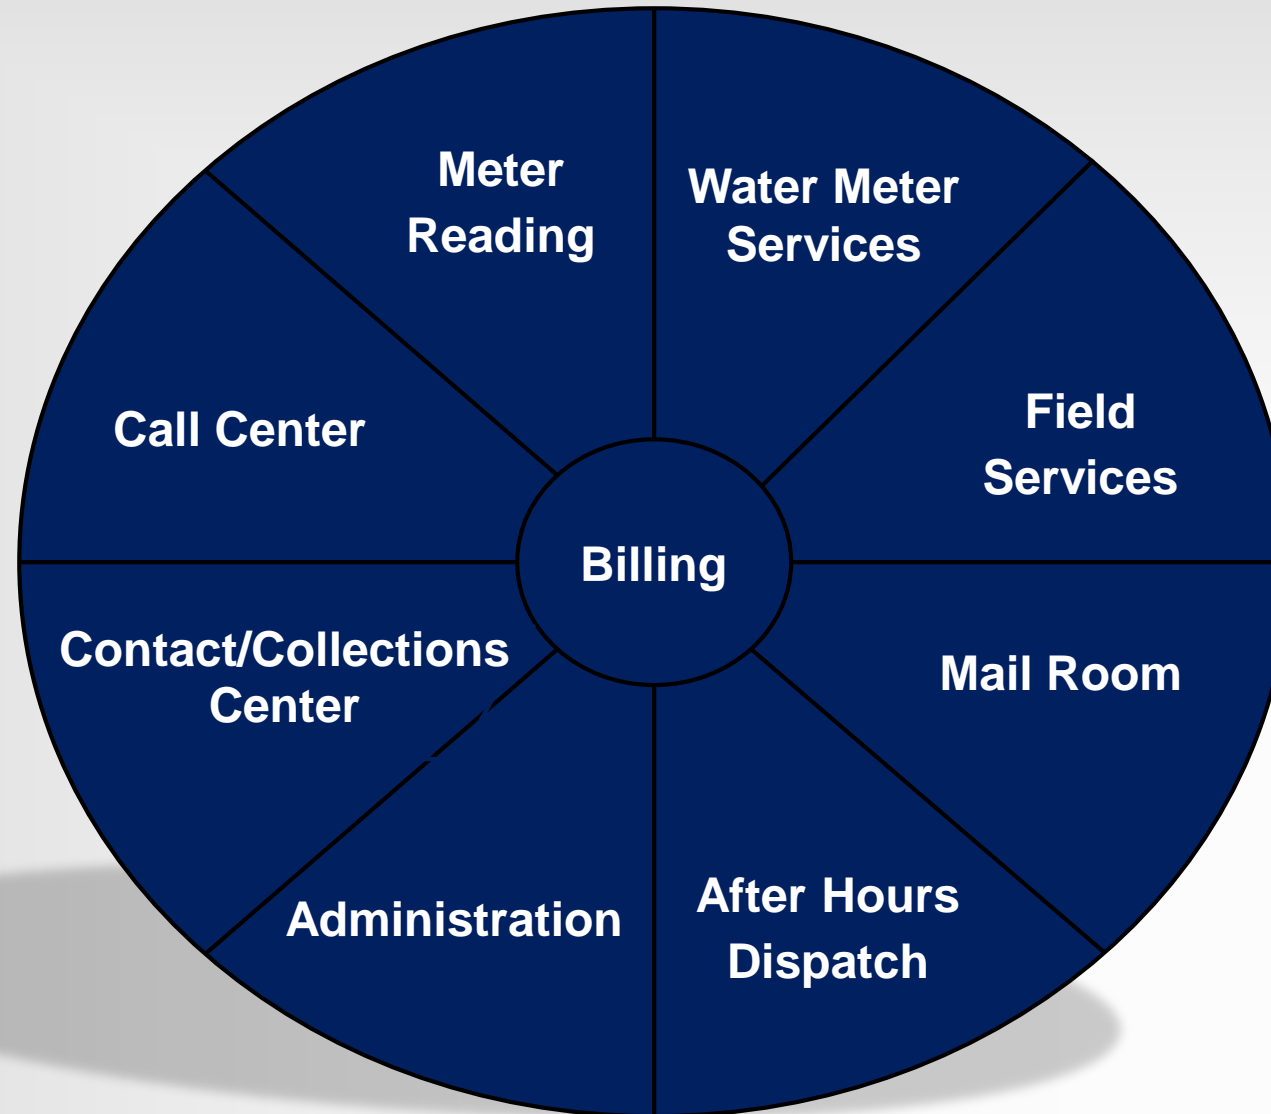 Meter
Reading
Water Meter
Services
Call Center
Field
Services
Billing
Contact/Collections
Center
Mail Room
Administration
After Hours
Dispatch